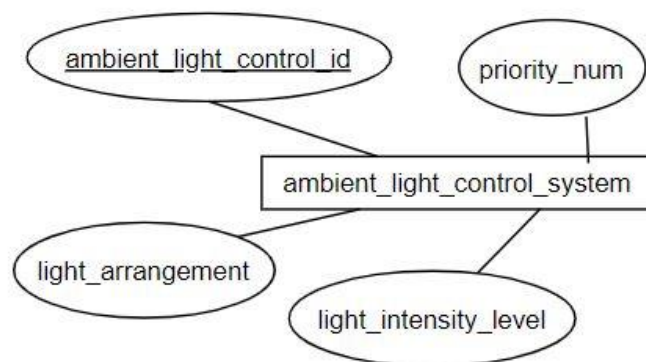 ambient_light_control_id
priority_num
ambient_light_control_system
light_arrangement
light_intensity_level